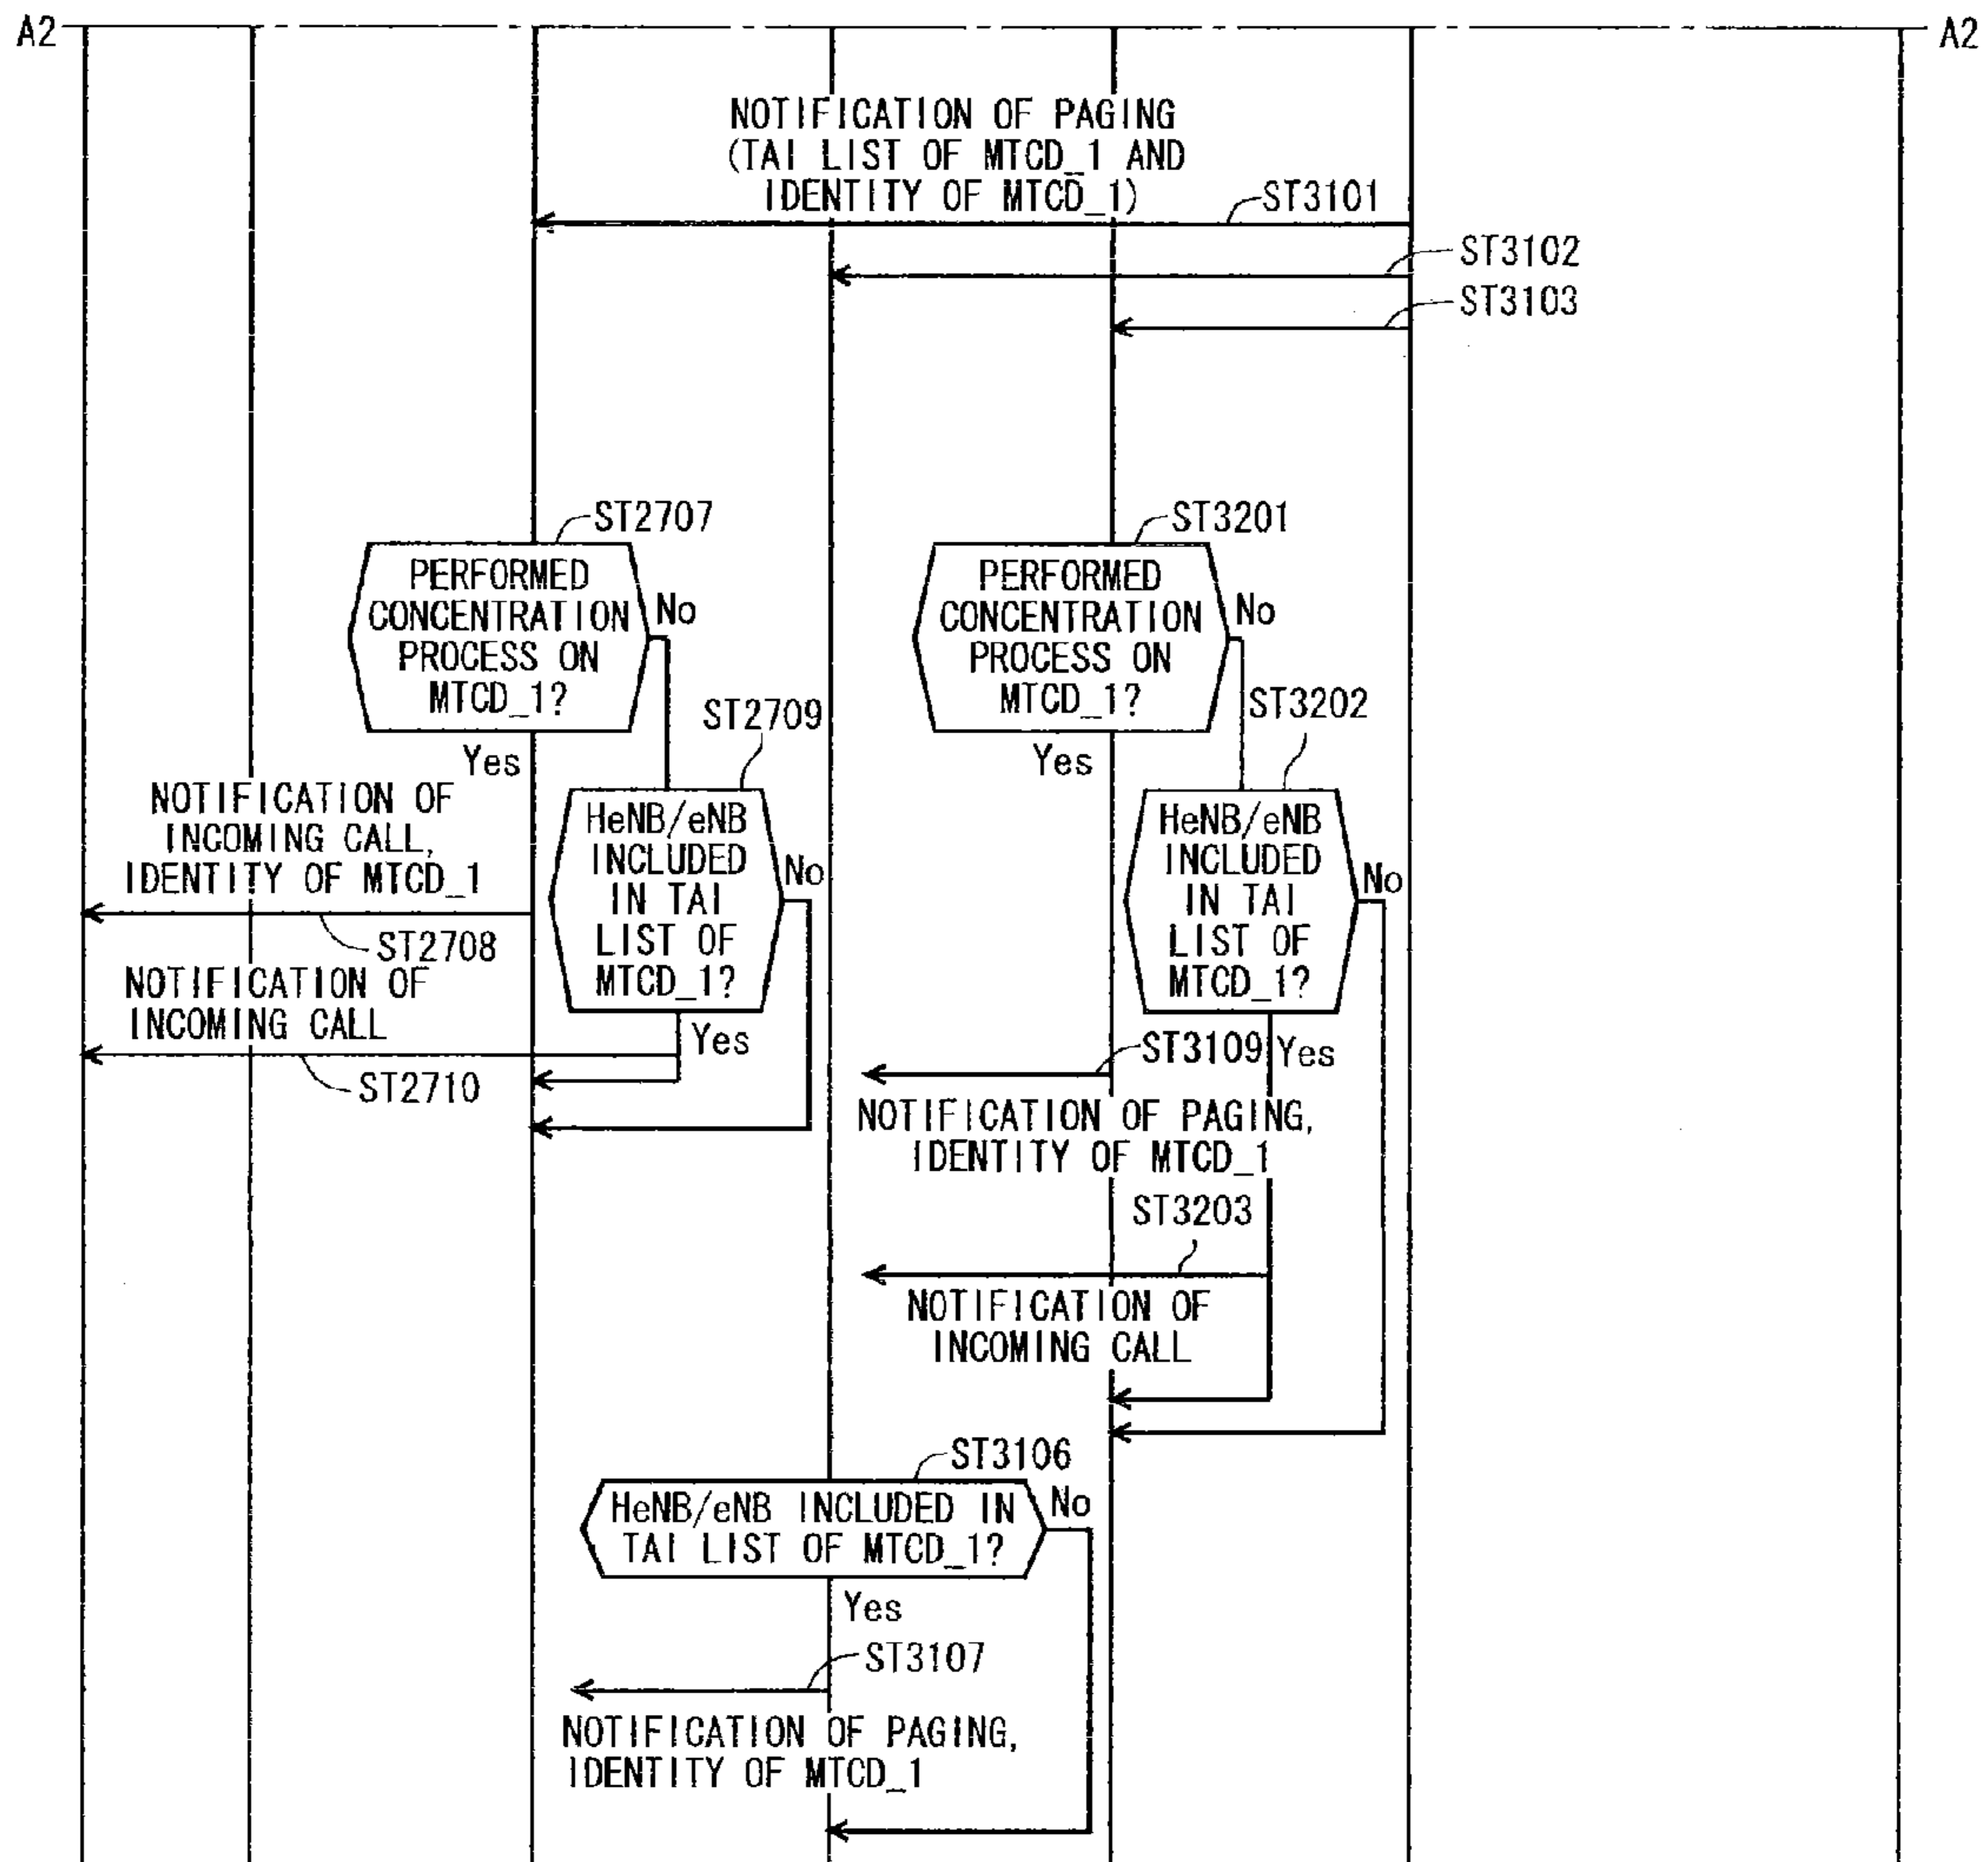 A2
A2
NOTIFICATION OF PAGING
(TAI LIST OF MTCD_1 AND
IDENTITY OF MTCD_1)
ST3101
ST3102
ST3103
ST2707
PERFORMED
CONCENTRATION
PROCESS ON
MTCD_1?
No
Yes
ST3201
PERFORMED
CONCENTRATION
PROCESS ON
MTCD_1?
No
Yes
ST2709
HeNB/eNB
INCLUDED
IN TAI
LIST OF
MTCD_1?
No
Yes
ST3202
HeNB/eNB
INCLUDED
IN TAI
LIST OF
MTCD_1?
No
Yes
NOTIFICATION OF
INCOMING CALL,
IDENTITY OF MTCD_1
ST2708
NOTIFICATION OF
INCOMING CALL
ST2710
ST3109
NOTIFICATION OF PAGING,
IDENTITY OF MTCD_1
ST3203
NOTIFICATION OF
INCOMING CALL
ST3106
HeNB/eNB INCLUDED IN
TAI LIST OF MTCD_1?
No
Yes
ST3107
NOTIFICATION OF PAGING,
IDENTITY OF MTCD_1